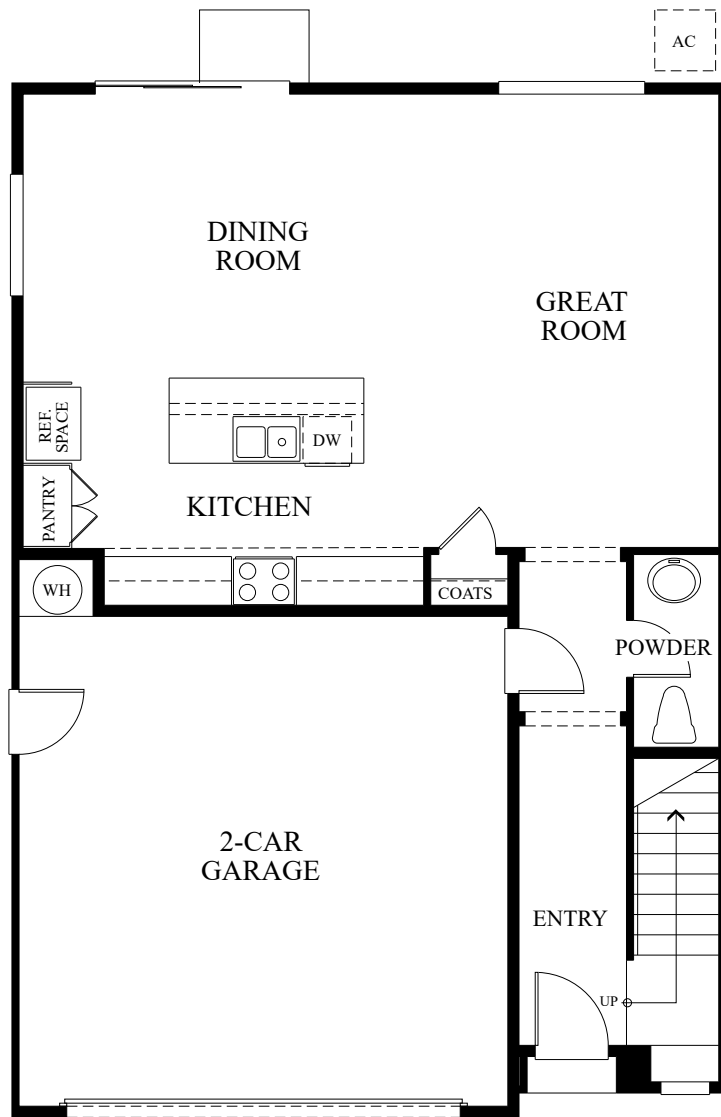 AC
DINING
ROOM
GREAT
ROOM
REF.
SPACE
DW
PANTRY
KITCHEN
WH
COATS
POWDER
2-CAR
GARAGE
ENTRY
UP